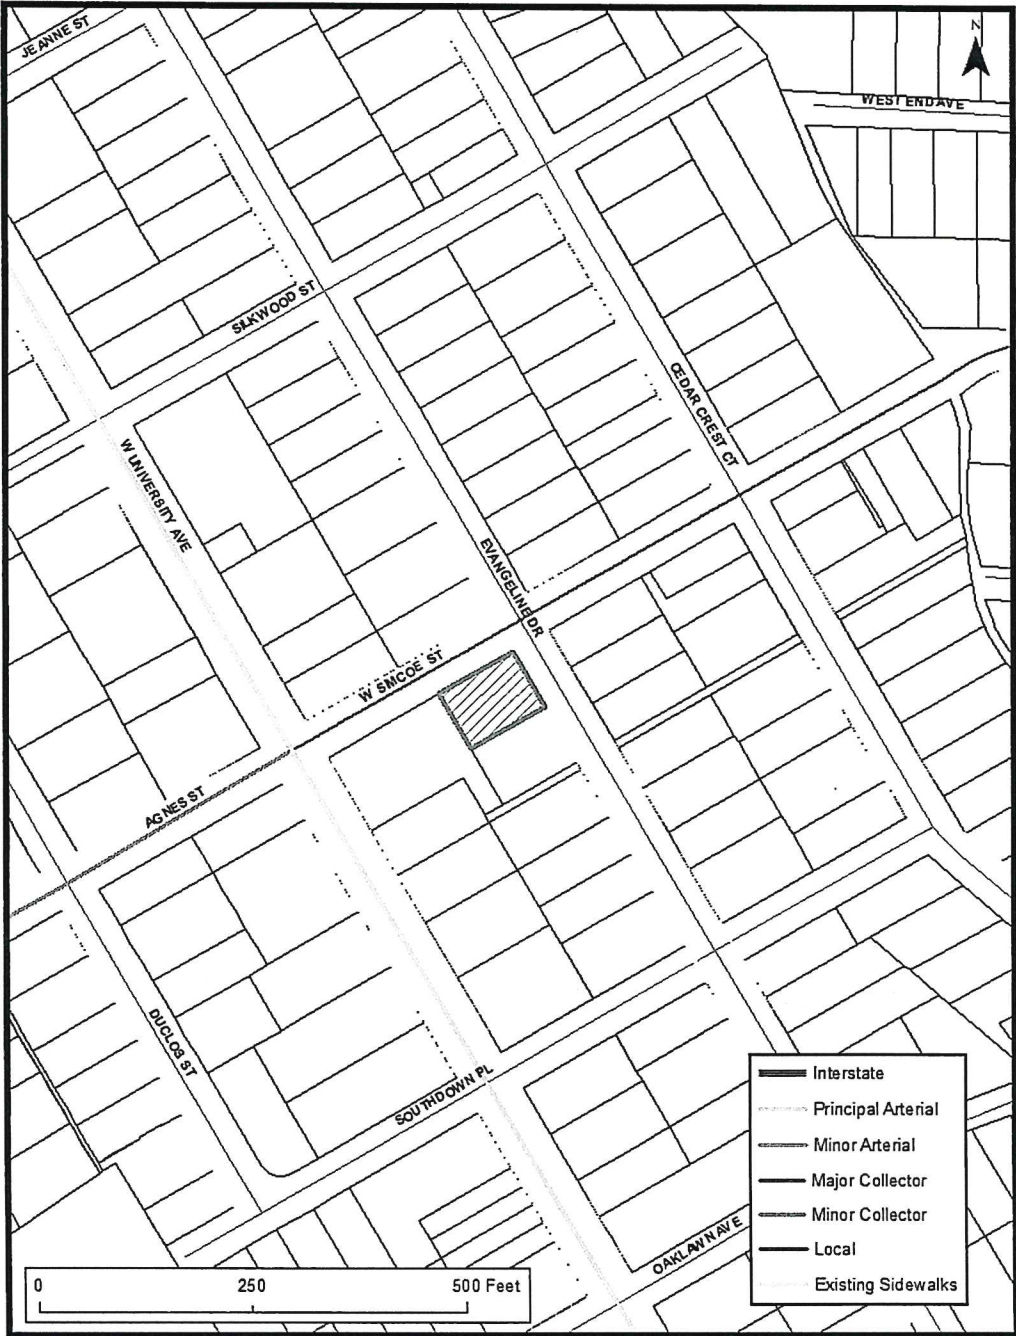 JEANNE ST
N
WEST END AVE
SILKWOOD ST
CEDAR CREST CT
W UNIVERSITY AVE
EVANGELINE DR
W SIMCOE ST
AGNES ST
DUCLOS ST
SOUTHDOWN PL
OAKLAWN AVE
Interstate
Principal Arterial
Minor Arterial
Major Collector
Minor Collector
Local
Existing Sidewalks
0 250 500 Feet